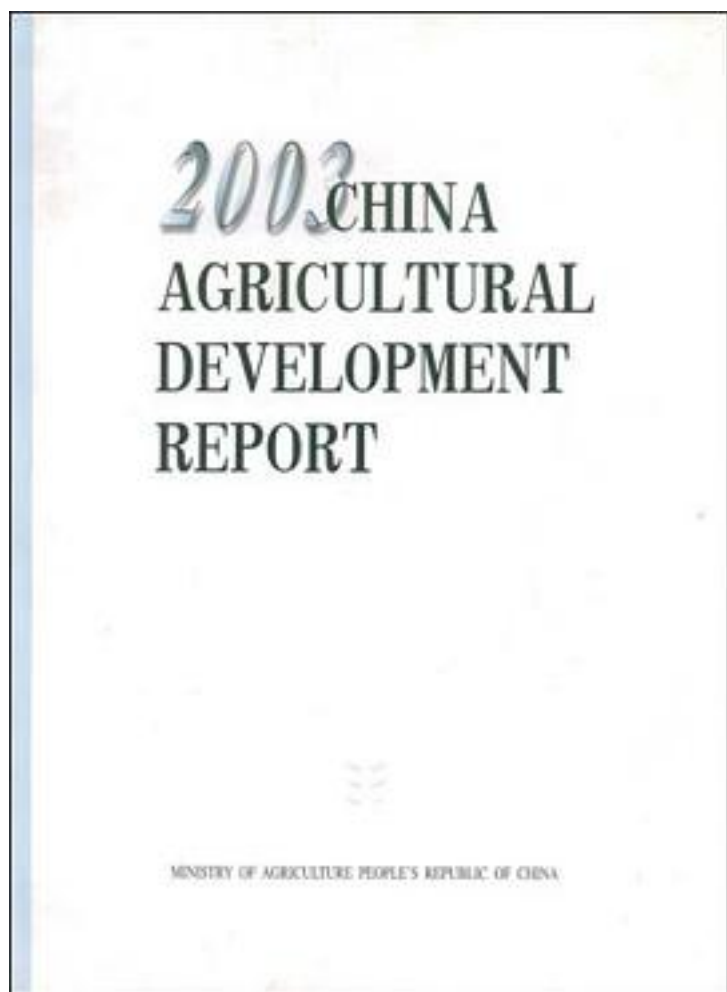 2003 CHINA
AGRICULTURAL
DEVELOPMENT
REPORT
MINISTRY OF AGRICULTURE PEOPLE'S REPUBLIC OF CHINA